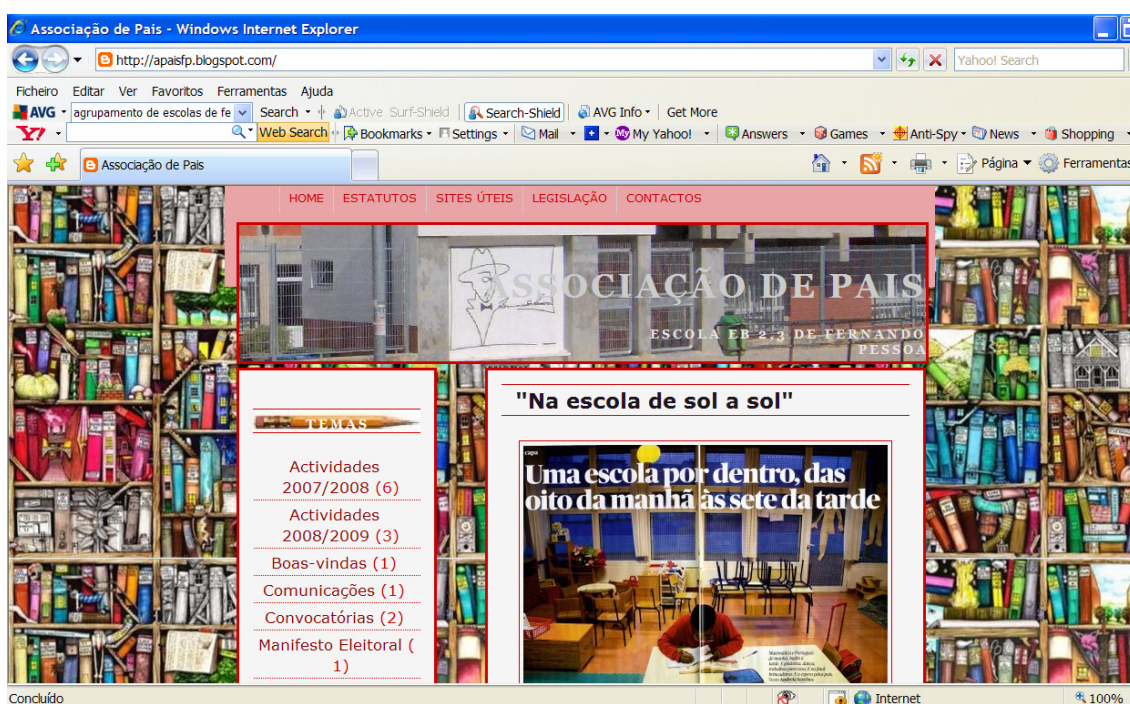 Associação de Pais - Windows Internet Explorer
http://apaisfp.blogspot.com/
Yahoo! Search
Ficheiro Editar Ver Favoritos Ferramentas Ajuda
AVG agrupamento de escolas de fe Search Active Surf-Shield Search-Shield AVG Info Get More
Y! Web Search Bookmarks Settings Mail My Yahoo! Answers Games Anti-Spy News Shopping
Associação de Pais Página Ferramentas
HOME ESTATUTOS SITES ÚTEIS LEGISLAÇÃO CONTACTOS
ASSOCIAÇÃO DE PAIS
ESCOLA EB 2,3 DE FERNANDO
PESSOA
TEMAS
Actividades
2007/2008 (6)
Actividades
2008/2009 (3)
Boas-vindas (1)
Comunicações (1)
Convocatórias (2)
Manifesto Eleitoral (
1)
"Na escola de sol a sol"
capa
Uma escola por dentro, das
oito da manhã às sete da tarde
Concluído Internet 100%